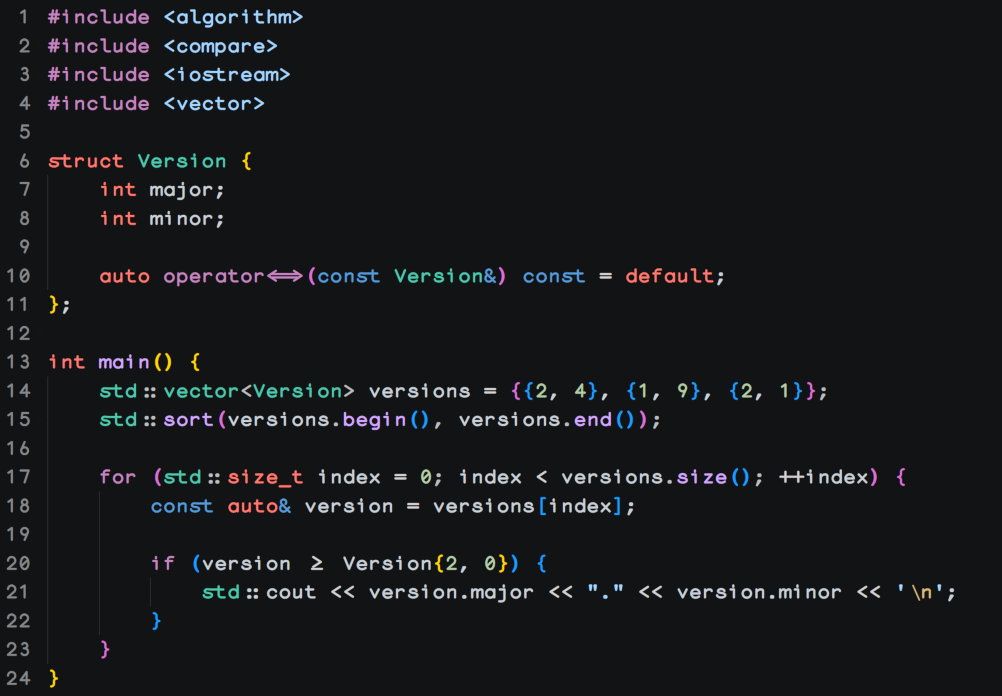 1 #include <algorithm>
2 #include <compare>
3 #include <iostream>
4 #include <vector>
5
6 struct Version {
7     int major;
8     int minor;
9
10     auto operator<=>(const Version&) const = default;
11 };
12
13 int main() {
14     std::vector<Version> versions = {{2, 4}, {1, 9}, {2, 1}};
15     std::sort(versions.begin(), versions.end());
16
17     for (std::size_t index = 0; index < versions.size(); ++index) {
18         const auto& version = versions[index];
19
20         if (version >= Version{2, 0}) {
21             std::cout << version.major << "." << version.minor << '\n';
22         }
23     }
24 }